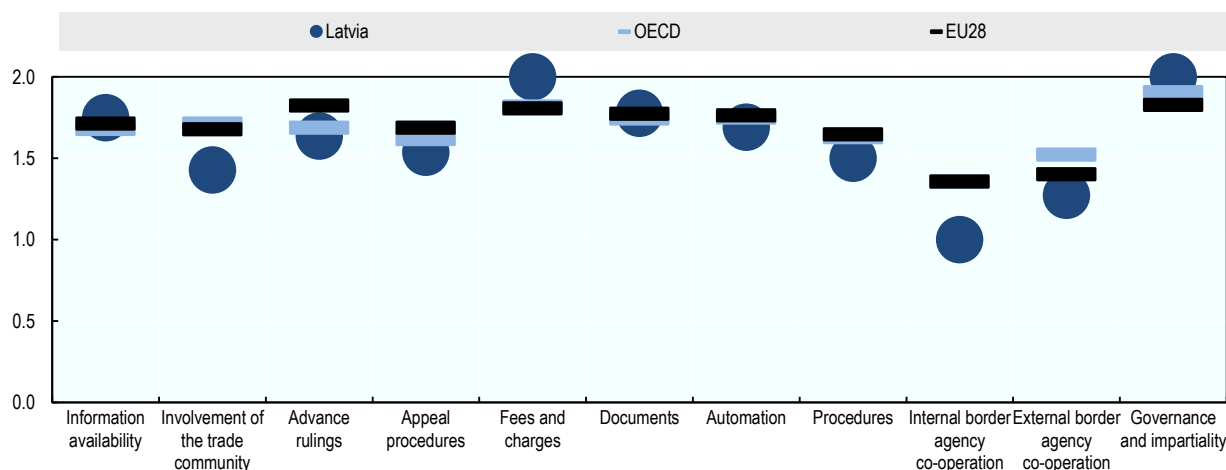 Latvia OECD EU28
2.0
1.5
1.0
0.5
0.0
Information availability
Involvement of the trade community
Advance rulings
Appeal procedures
Fees and charges
Documents
Automation
Procedures
Internal border agency co-operation
External border agency co-operation
Governance and impartiality